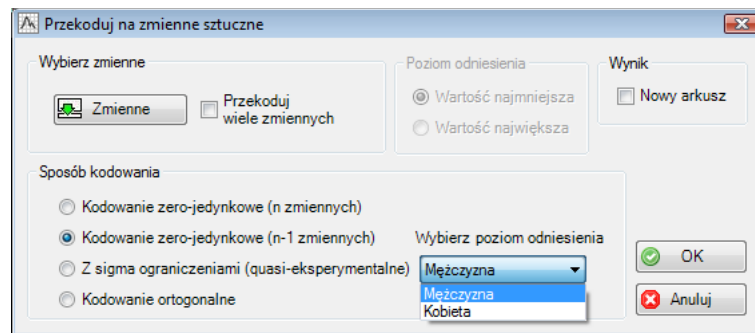 Przekoduj na zmienne sztuczne
Wybierz zmienne
Zmienne
Przekoduj
wiele zmiennych
Poziom odniesienia
Wartość najmniejsza
Wartość największa
Wynik
Nowy arkusz
Sposób kodowania
Kodowanie zero-jedynkowe (n zmiennych)
Kodowanie zero-jedynkowe (n-1 zmiennych)
Wybierz poziom odniesienia
Z sigma ograniczeniami (quasi-eksperymentalne)
Mężczyzna
Kodowanie ortogonalne
Mężczyzna
Kobieta
OK
Anuluj